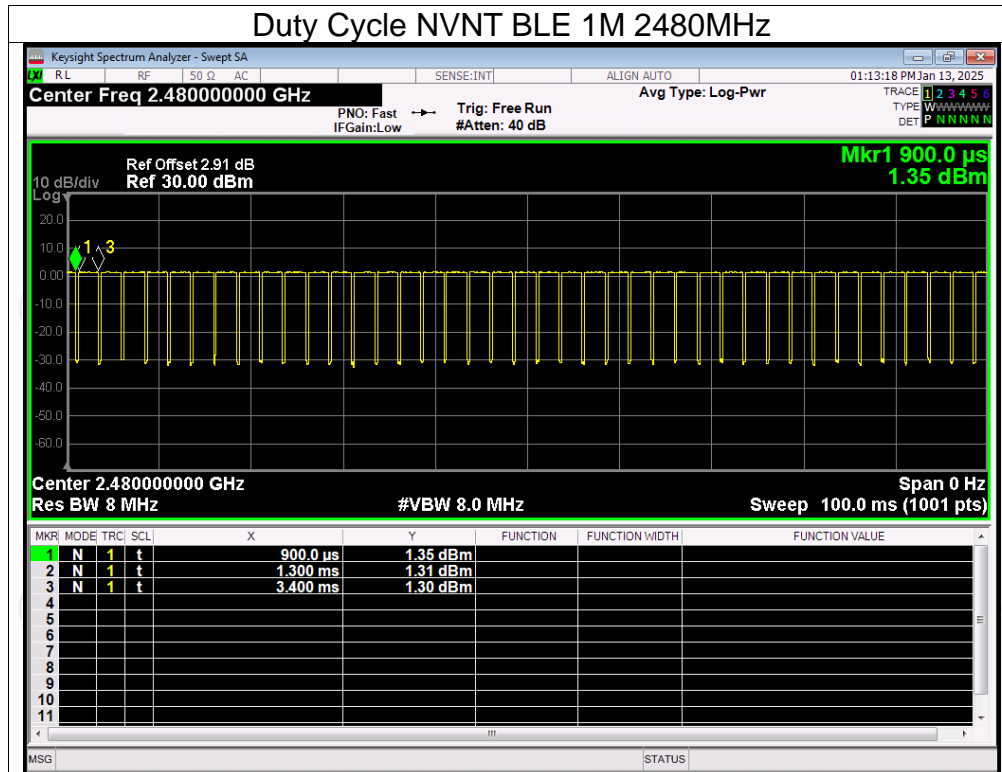 Duty Cycle NVNT BLE 1M 2480MHz
Keysight Spectrum Analyzer - Swept SA
LXI RL RF 50 Ω AC SENSE:INT ALIGN AUTO 01:13:18 PM Jan 13, 2025
Center Freq 2.480000000 GHz
PNO: Fast
IFGain:Low
Trig: Free Run
#Atten: 40 dB
Avg Type: Log-Pwr
TRACE 1 2 3 4 5 6
TYPE WWWWWW
DET P N N N N N
Mkr1 900.0 µs
1.35 dBm
Ref Offset 2.91 dB
10 dB/div Ref 30.00 dBm
Log
20.0
10.0
0.00
-10.0
-20.0
-30.0
-40.0
-50.0
-60.0
1 3
Center 2.480000000 GHz Span 0 Hz
Res BW 8 MHz #VBW 8.0 MHz Sweep 100.0 ms (1001 pts)
MKR MODE TRC SCL X Y FUNCTION FUNCTION WIDTH FUNCTION VALUE
1 N 1 t 900.0 µs 1.35 dBm
2 N 1 t 1.300 ms 1.31 dBm
3 N 1 t 3.400 ms 1.30 dBm
4
5
6
7
8
9
10
11
MSG STATUS